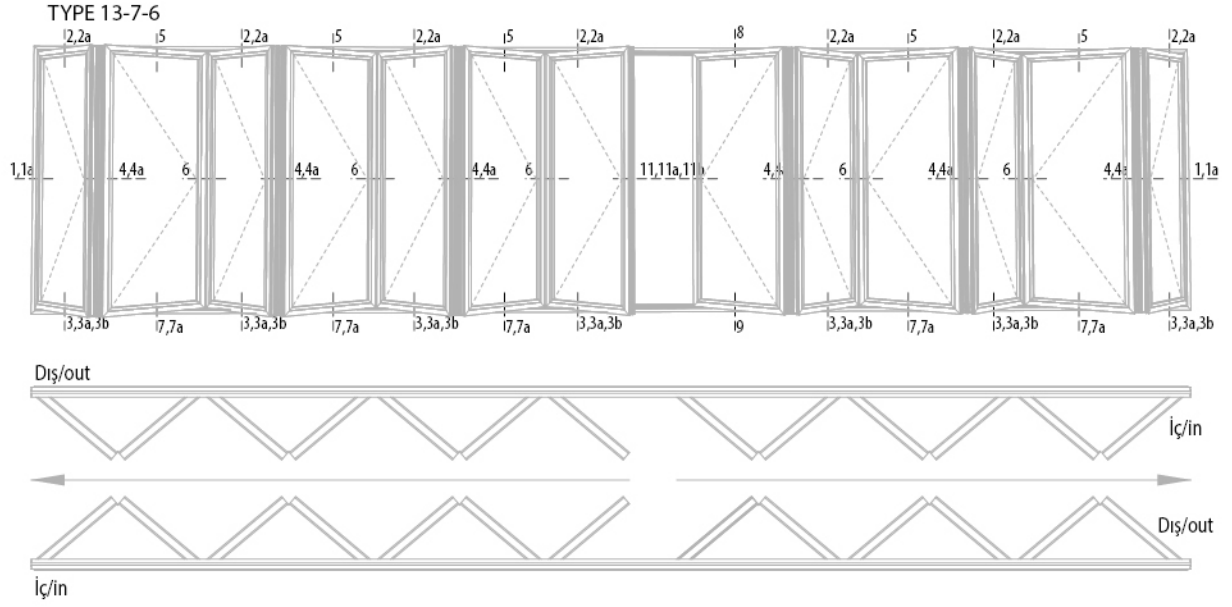 TYPE 13-7-6
2,2a 5 2,2a 5 2,2a 5 2,2a 8 2,2a 5 2,2a 5 2,2a
1,1a 4,4a 6 4,4a 6 4,4a 6 11,11a,11a 4,4a 6 4,4a 6 4,4a 1,1a
3,3a,3b 7,7a 3,3a,3b 7,7a 3,3a,3b 7,7a 3,3a,3b 9 3,3a,3b 7,7a 3,3a,3b 7,7a 3,3a,3b
Dış/out
İç/in
Dış/out
İç/in